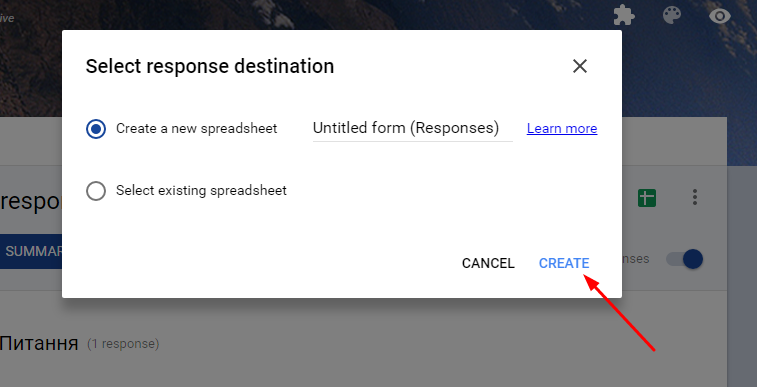 ive
Select response destination
Create a new spreadsheet
Untitled form (Responses)
Learn more
respo
Select existing spreadsheet
SUMMAR
nses
CANCEL
CREATE
Питання (1 response)